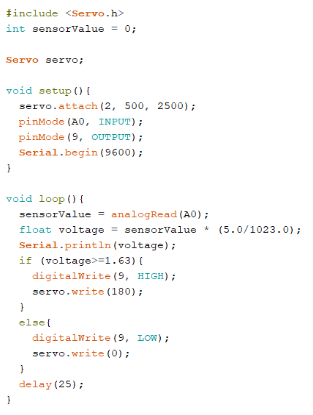 #include <Servo.h>
int sensorValue = 0;

Servo servo;

void setup(){
  servo.attach(2, 500, 2500);
  pinMode(A0, INPUT);
  pinMode(9, OUTPUT);
  Serial.begin(9600);
}

void loop(){
  sensorValue = analogRead(A0);
  float voltage = sensorValue * (5.0/1023.0);
  Serial.println(voltage);
  if (voltage>=1.63){
    digitalWrite(9, HIGH);
    servo.write(180);
  }
  else{
    digitalWrite(9, LOW);
    servo.write(0);
  }
  delay(25);
}